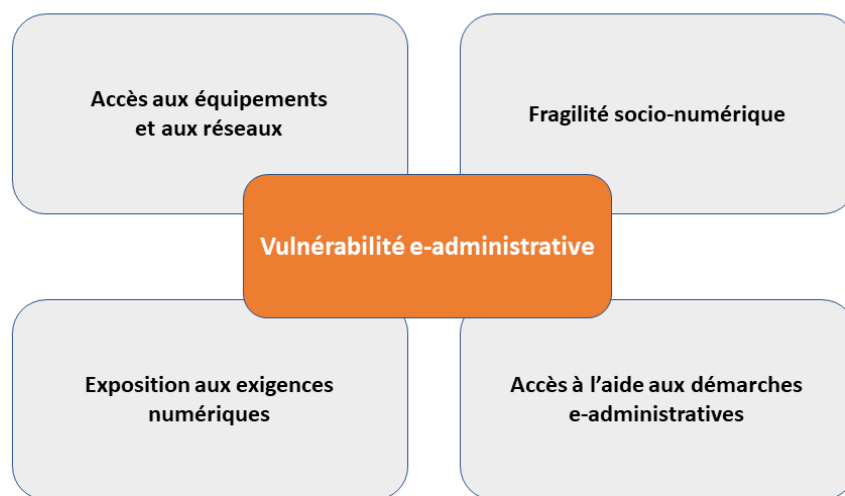 Accès aux équipements
et aux réseaux
Fragilité socio-numérique
Vulnérabilité e-administrative
Exposition aux exigences
numériques
Accès à l'aide aux démarches
e-administratives